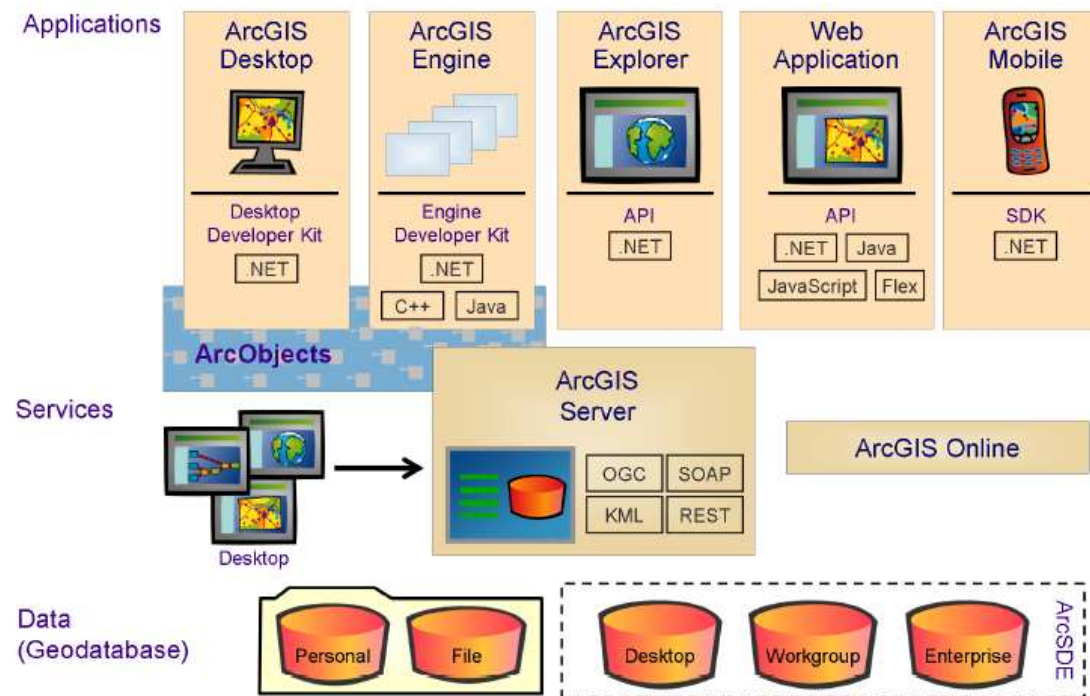 Applications
ArcGIS
Desktop
Desktop
Developer Kit
.NET
ArcGIS
Engine
Engine
Developer Kit
.NET
C++ Java
ArcGIS
Explorer
API
.NET
Web
Application
API
.NET Java
JavaScript Flex
ArcGIS
Mobile
SDK
.NET
ArcObjects
Services
Desktop
ArcGIS
Server
OGC SOAP
KML REST
ArcGIS Online
Data
(Geodatabase)
Personal File
Desktop Workgroup Enterprise
ArcSDE